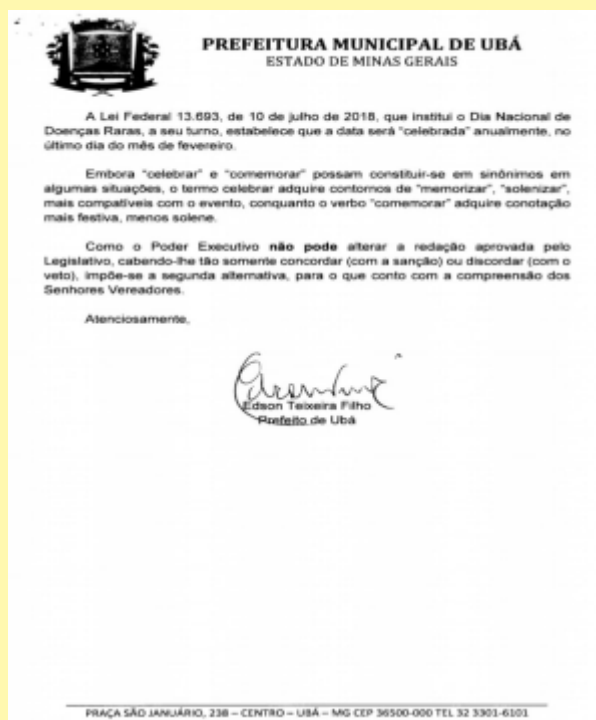 PREFEITURA MUNICIPAL DE UBÁ
ESTADO DE MINAS GERAIS
A Lei Federal 13.693, de 10 de julho de 2018, que institui o Dia Nacional de
Doenças Raras, a seu turno, estabelece que a data será "celebrada" anualmente, no
último dia do mês de fevereiro.
Embora "celebrar" e "comemorar" possam constituir-se em sinônimos em
algumas situações, o termo celebrar adquire contornos de "memorizar", "solenizar",
mais compatíveis com o evento, conquanto o verbo "comemorar" adquire conotação
mais festiva, menos solene.
Como o Poder Executivo não pode alterar a redação aprovada pelo
Legislativo, cabendo-lhe tão somente concordar (com a sanção) ou discordar (com o
veto), impõe-se a segunda alternativa, para o que conto com a compreensão dos
Senhores Vereadores.
Atenciosamente,
Edson Teixeira Filho
Prefeito de Ubá
PRAÇA SÃO JANUÁRIO, 238 – CENTRO – UBÁ – MG CEP 36500-000 TEL 32 3301-6101